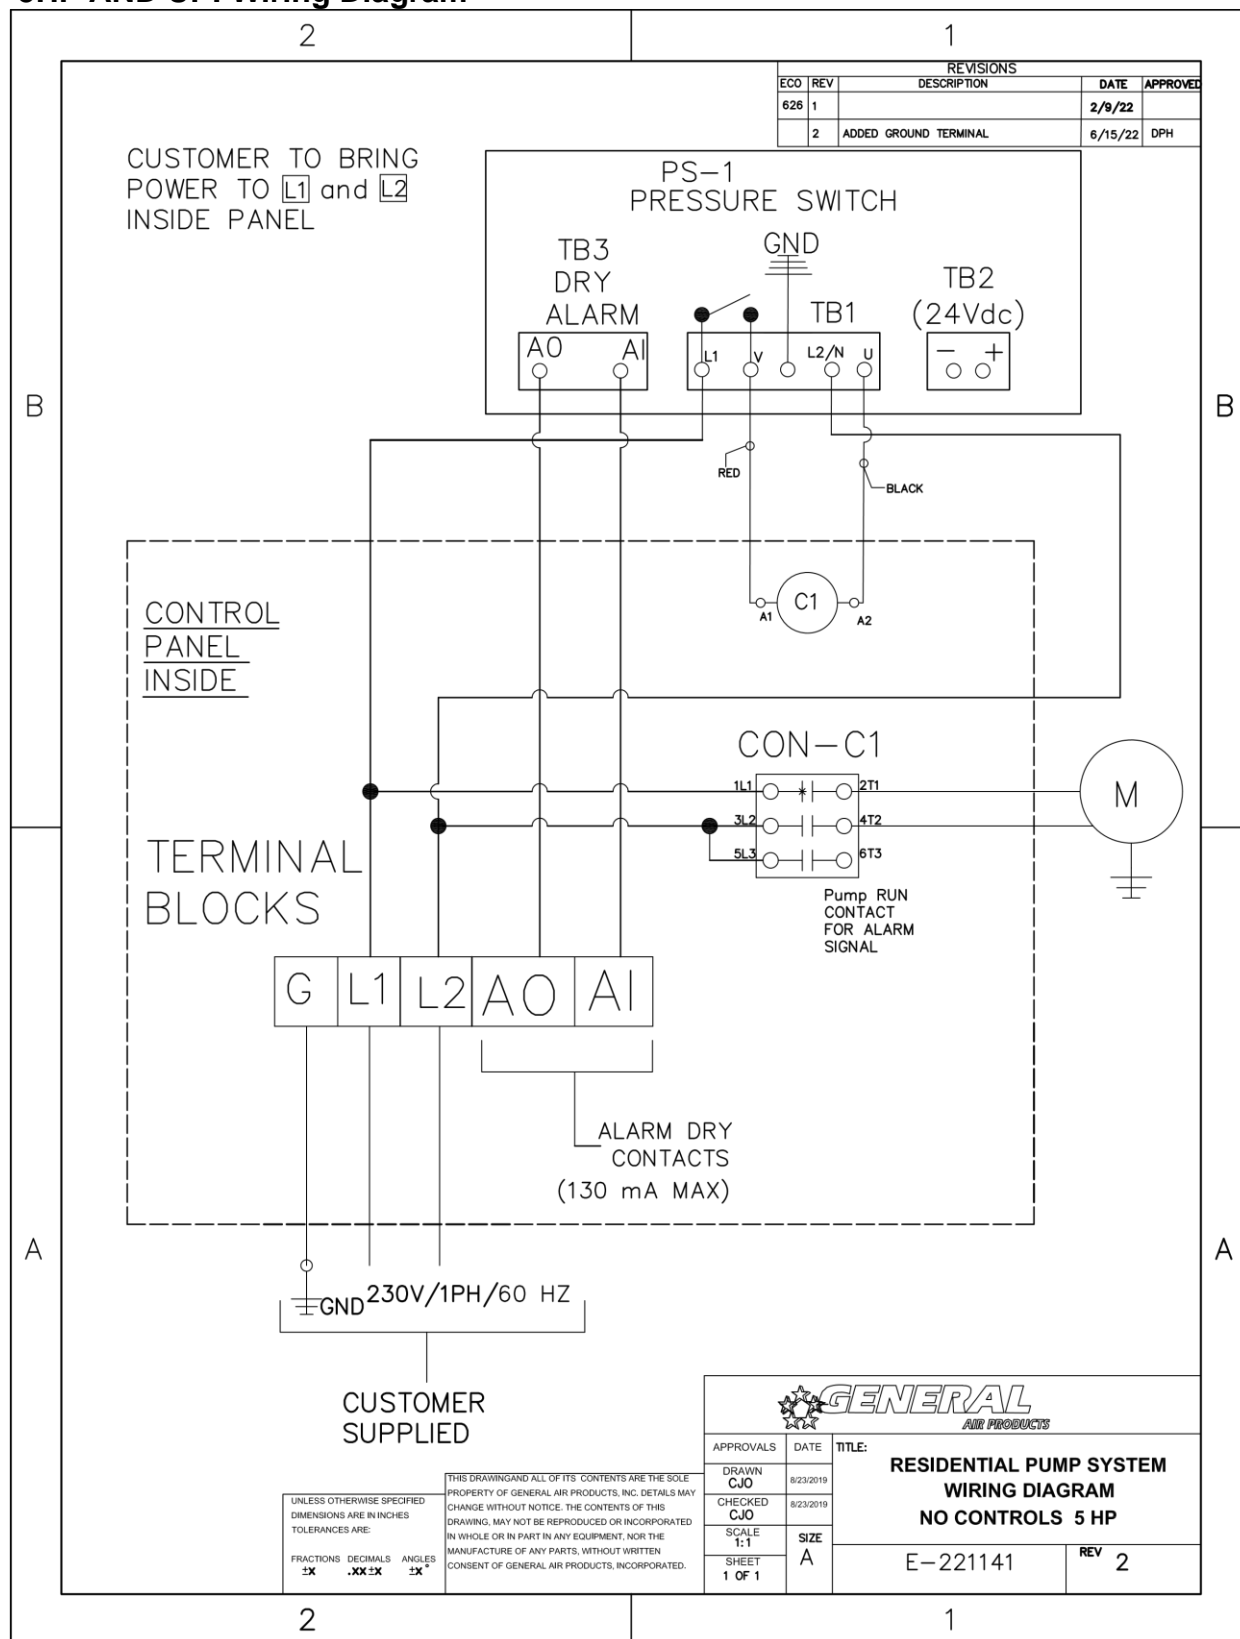 2
1
REVISIONS
ECO REV DESCRIPTION DATE APPROVED
626 1 2/9/22
2 ADDED GROUND TERMINAL 6/15/22 DPH
CUSTOMER TO BRING
POWER TO L1 and L2
INSIDE PANEL
PS-1
PRESSURE SWITCH
GND
TB3
DRY
ALARM
TB1
TB2
(24Vdc)
AO AI
L1 V L2/N U
- +
B
B
RED
BLACK
CONTROL
PANEL
INSIDE
A1 C1 A2
CON-C1
1L1 2T1
3L2 4T2
5L3 6T3
M
Pump RUN
CONTACT
FOR ALARM
SIGNAL
TERMINAL
BLOCKS
G L1 L2 AO AI
ALARM DRY
CONTACTS
(130 mA MAX)
A
A
GND 230V/1PH/60 HZ
CUSTOMER
SUPPLIED
UNLESS OTHERWISE SPECIFIED
DIMENSIONS ARE IN INCHES
TOLERANCES ARE:
FRACTIONS DECIMALS ANGLES
±X .XX±X ±X°
THIS DRAWINGAND ALL OF ITS CONTENTS ARE THE SOLE
PROPERTY OF GENERAL AIR PRODUCTS, INC. DETAILS MAY
CHANGE WITHOUT NOTICE. THE CONTENTS OF THIS
DRAWING, MAY NOT BE REPRODUCED OR INCORPORATED
IN WHOLE OR IN PART IN ANY EQUIPMENT, NOR THE
MANUFACTURE OF ANY PARTS, WITHOUT WRITTEN
CONSENT OF GENERAL AIR PRODUCTS, INCORPORATED.
GENERAL
AIR PRODUCTS
APPROVALS DATE
DRAWN
CJO 8/23/2019
CHECKED
CJO 8/23/2019
SCALE
1:1
SIZE
A
SHEET
1 OF 1
TITLE:
RESIDENTIAL PUMP SYSTEM
WIRING DIAGRAM
NO CONTROLS 5 HP
E-221141
REV 2
2
1